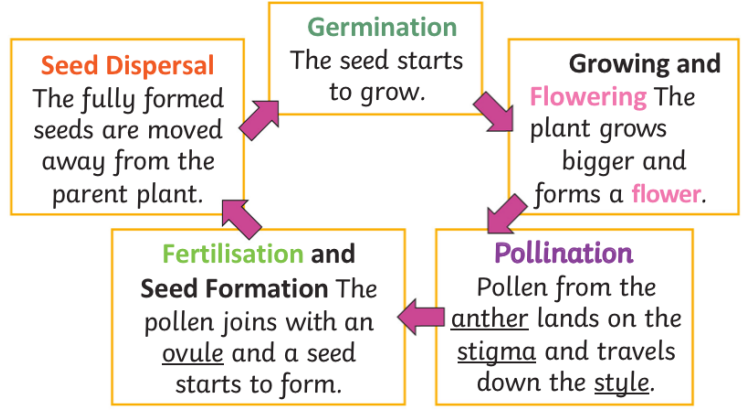 Germination
The seed starts
to grow.
Growing and
Flowering The
plant grows
bigger and
forms a flower.
Pollination
Pollen from the
anther lands on the
stigma and travels
down the style.
Fertilisation and
Seed Formation The
pollen joins with an
ovule and a seed
starts to form.
Seed Dispersal
The fully formed
seeds are moved
away from the
parent plant.